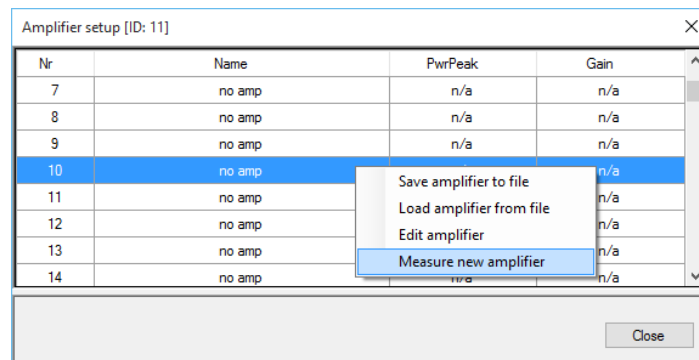 Amplifier setup [ID: 11]
Nr Name PwrPeak Gain
7 no amp n/a n/a
8 no amp n/a n/a
9 no amp n/a n/a
10 no amp n/a
11 no amp n/a
12 no amp n/a
13 no amp n/a
14 no amp n/a n/a
Save amplifier to file
Load amplifier from file
Edit amplifier
Measure new amplifier
Close